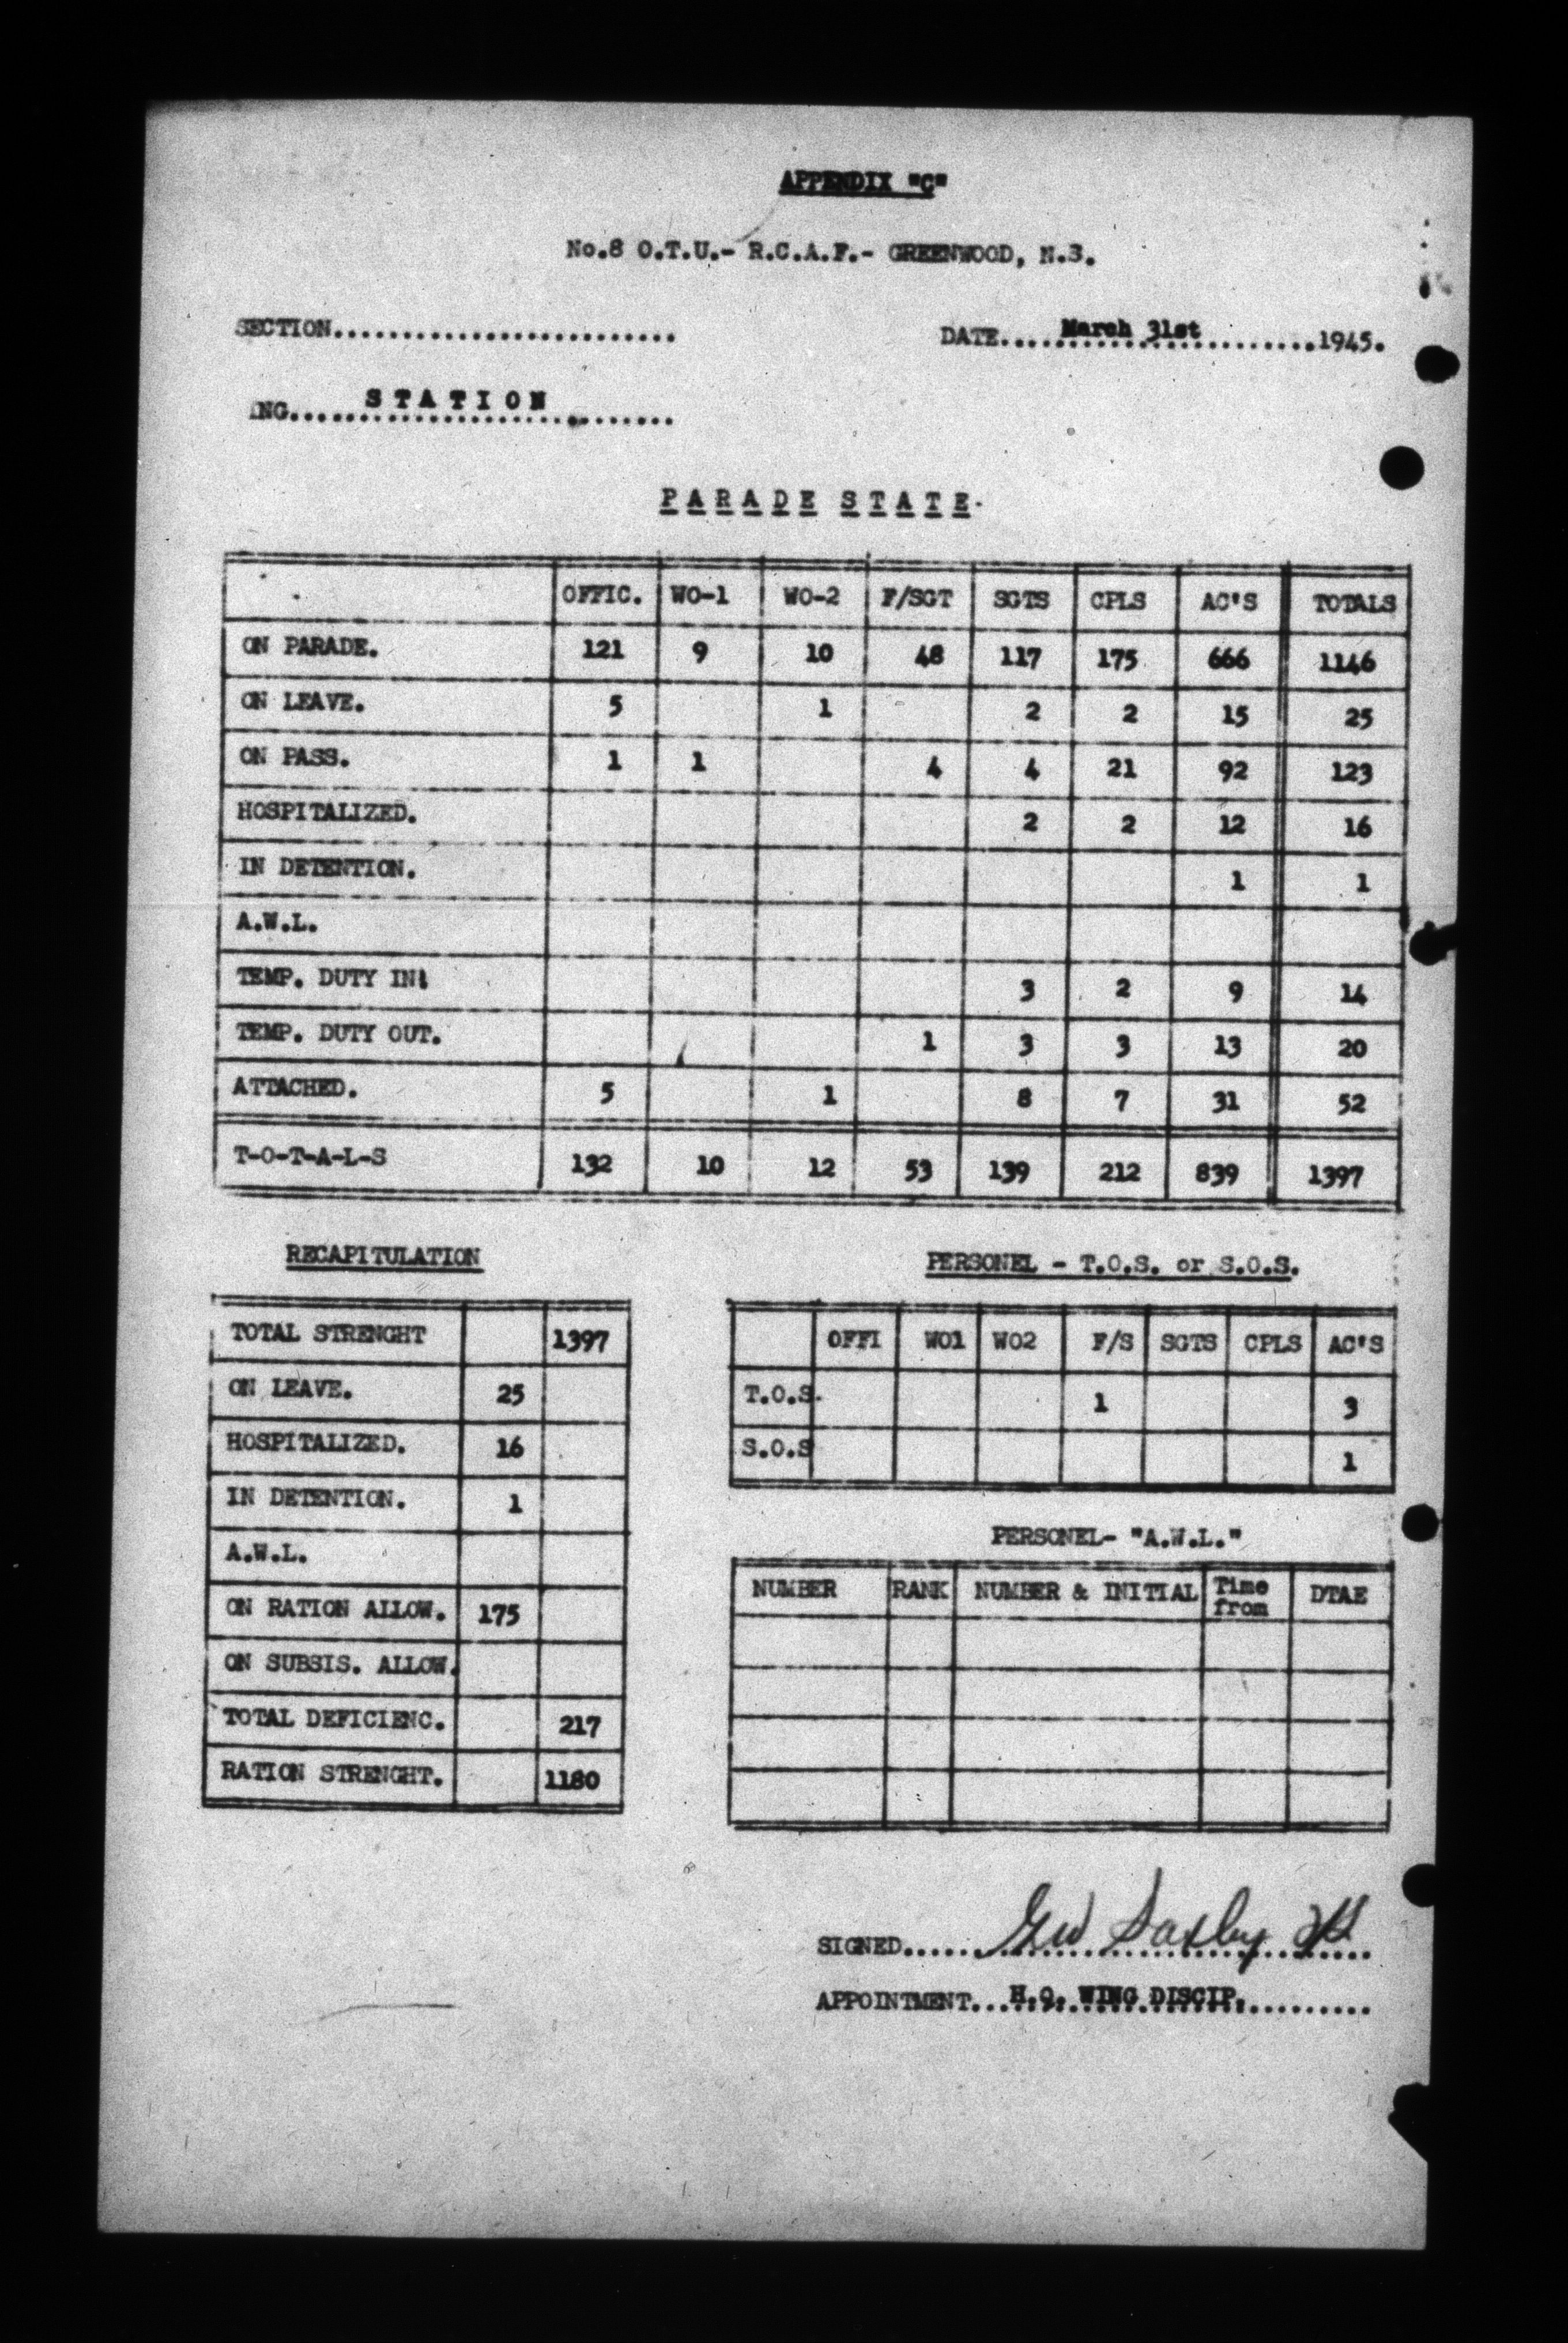 APPENDIX "C"
No.8 O.T.U.- R.C.A.F.- GREENWOOD, N.S.
SECTION.........................
DATE....March 31st............1945.
ING......S T A T I O N.........
P A R A D E S T A T E.
OFFIC. WO-1 WO-2 F/SGT SGTS CPLS AC'S TOTALS
ON PARADE. 121 9 10 48 117 175 666 1146
ON LEAVE. 5 1 2 2 15 25
ON PASS. 1 1 4 4 21 92 123
HOSPITALIZED. 2 2 12 16
IN DETENTION. 1 1
A.W.L.
TEMP. DUTY IN. 3 2 9 14
TEMP. DUTY OUT. 1 3 3 13 20
ATTACHED. 5 1 8 7 31 52
T-O-T-A-L-S 132 10 12 53 139 212 839 1397
RECAPITULATION
TOTAL STRENGHT 1397
ON LEAVE. 25
HOSPITALIZED. 16
IN DETENTION. 1
A.W.L.
ON RATION ALLOW. 175
ON SUBSIS. ALLOW.
TOTAL DEFICIENC. 217
RATION STRENGHT. 1180
PERSONEL - T.O.S. or S.O.S.
OFFI WO1 WO2 F/S SGTS CPLS AC'S
T.O.S. 1 3
S.O.S 1
PERSONEL- "A.W.L."
NUMBER RANK NUMBER & INITIAL Time from DTAE
SIGNED...... Saxby
APPOINTMENT...H.Q. WING DISCIP.